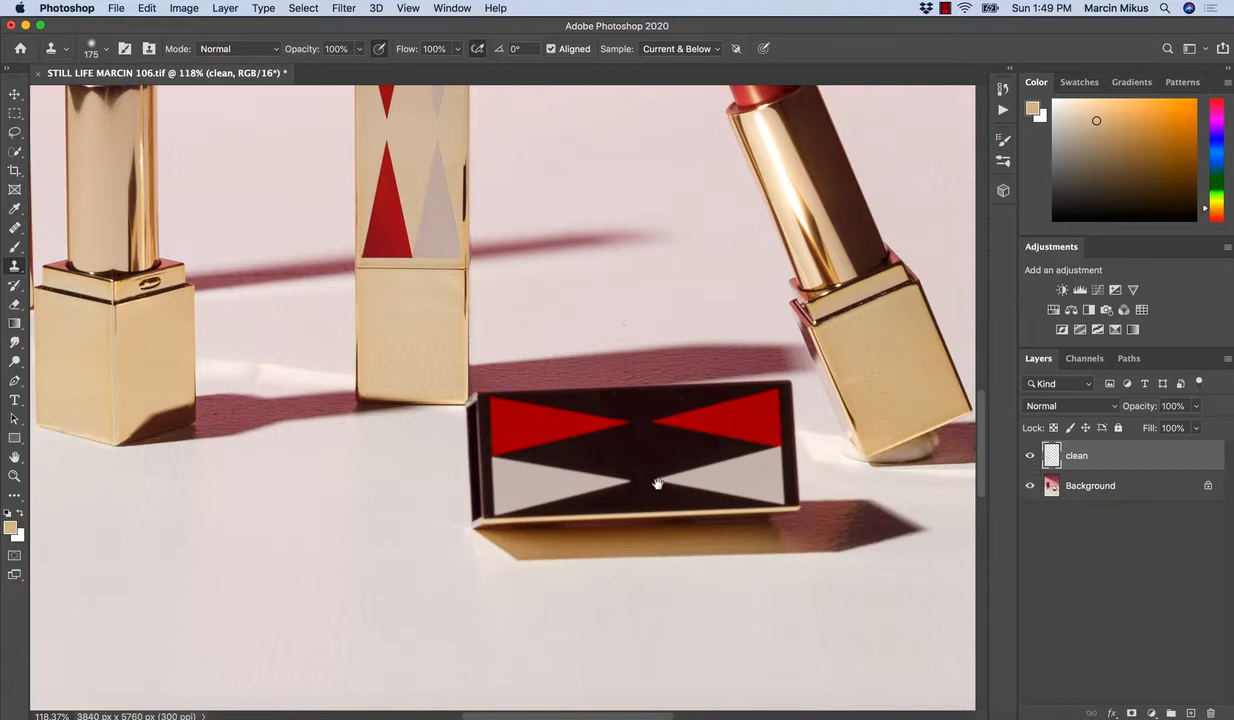 Photoshop File Edit Image Layer Type Select Filter 3D View Window Help Sun 1:49 PM Marcin Mikus
Adobe Photoshop 2020
175 Mode: Normal Opacity: 100% Flow: 100% 0° Aligned Sample: Current & Below
STILL LIFE MARCIN 106.tif @ 118% (clean, RGB/16*) *
Color Swatches Gradients Patterns
Adjustments
Add an adjustment
Layers Channels Paths
Kind
Normal Opacity: 100%
Lock: Fill: 100%
clean
Background
118.37% 3840 px x 5760 px (300 ppi)